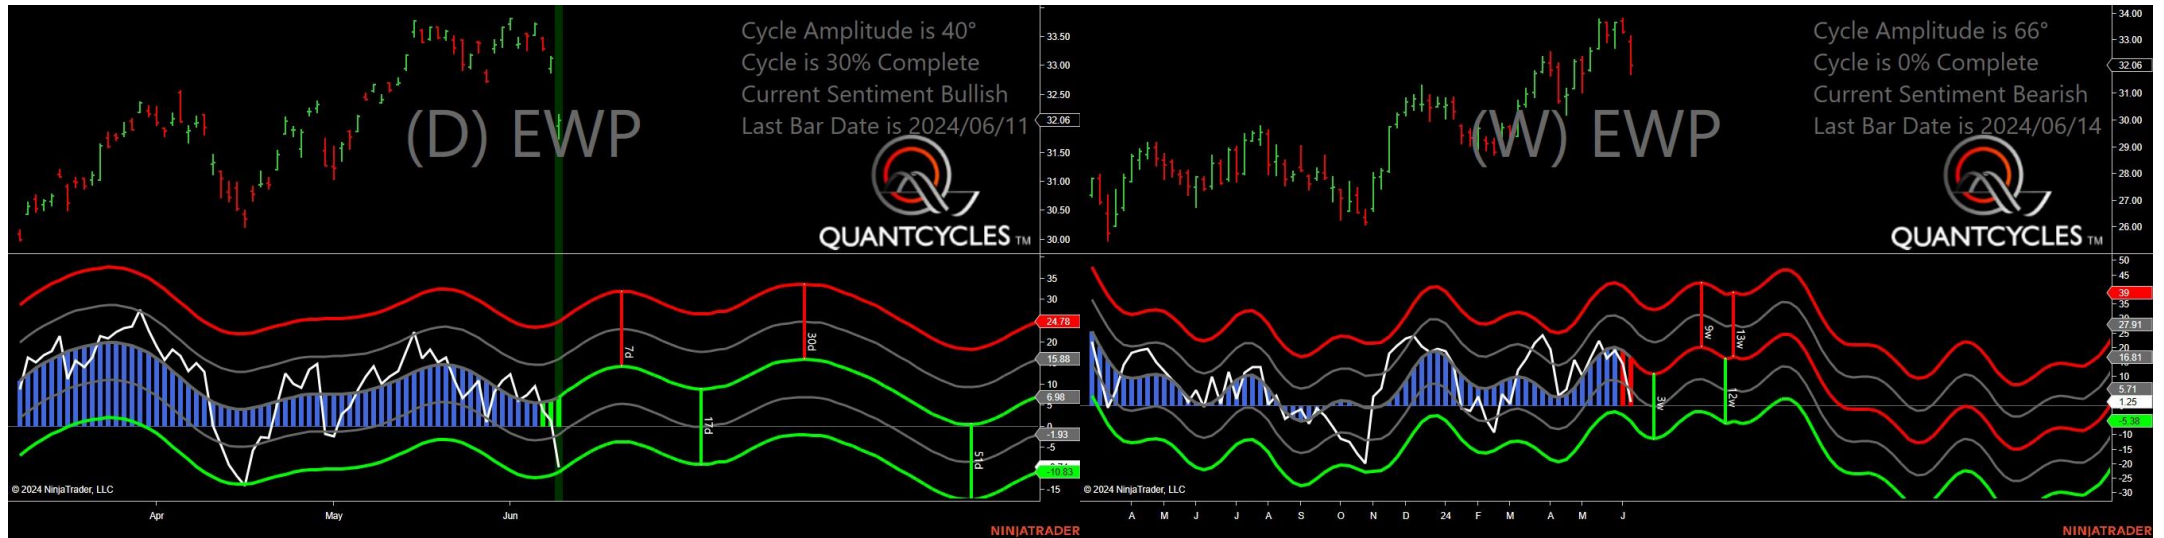 Cycle Amplitude is 40°
Cycle is 30% Complete
Current Sentiment Bullish
Last Bar Date is 2024/06/11
(D) EWP
QUANTCYCLES TM
33.50
33.00
32.50
32.06
31.50
31.00
30.50
30.00
35
30
24.78
15.88
10
6.98
5
0
-1.93
-5
-10.83
-15
7d
17d
30d
51d
© 2024 NinjaTrader, LLC
Apr May Jun
NINJATRADER
Cycle Amplitude is 66°
Cycle is 0% Complete
Current Sentiment Bearish
Last Bar Date is 2024/06/14
(W) EWP
QUANTCYCLES TM
34.00
33.00
32.06
31.00
30.00
29.00
28.00
27.00
26.00
50
45
39
35
27.91
20
16.81
10
5.71
1.25
-5.38
-10
-15
-20
-25
-30
3w
9w
12w
13w
© 2024 NinjaTrader, LLC
A M J J A S O N D 24 F M A M J
NINJATRADER